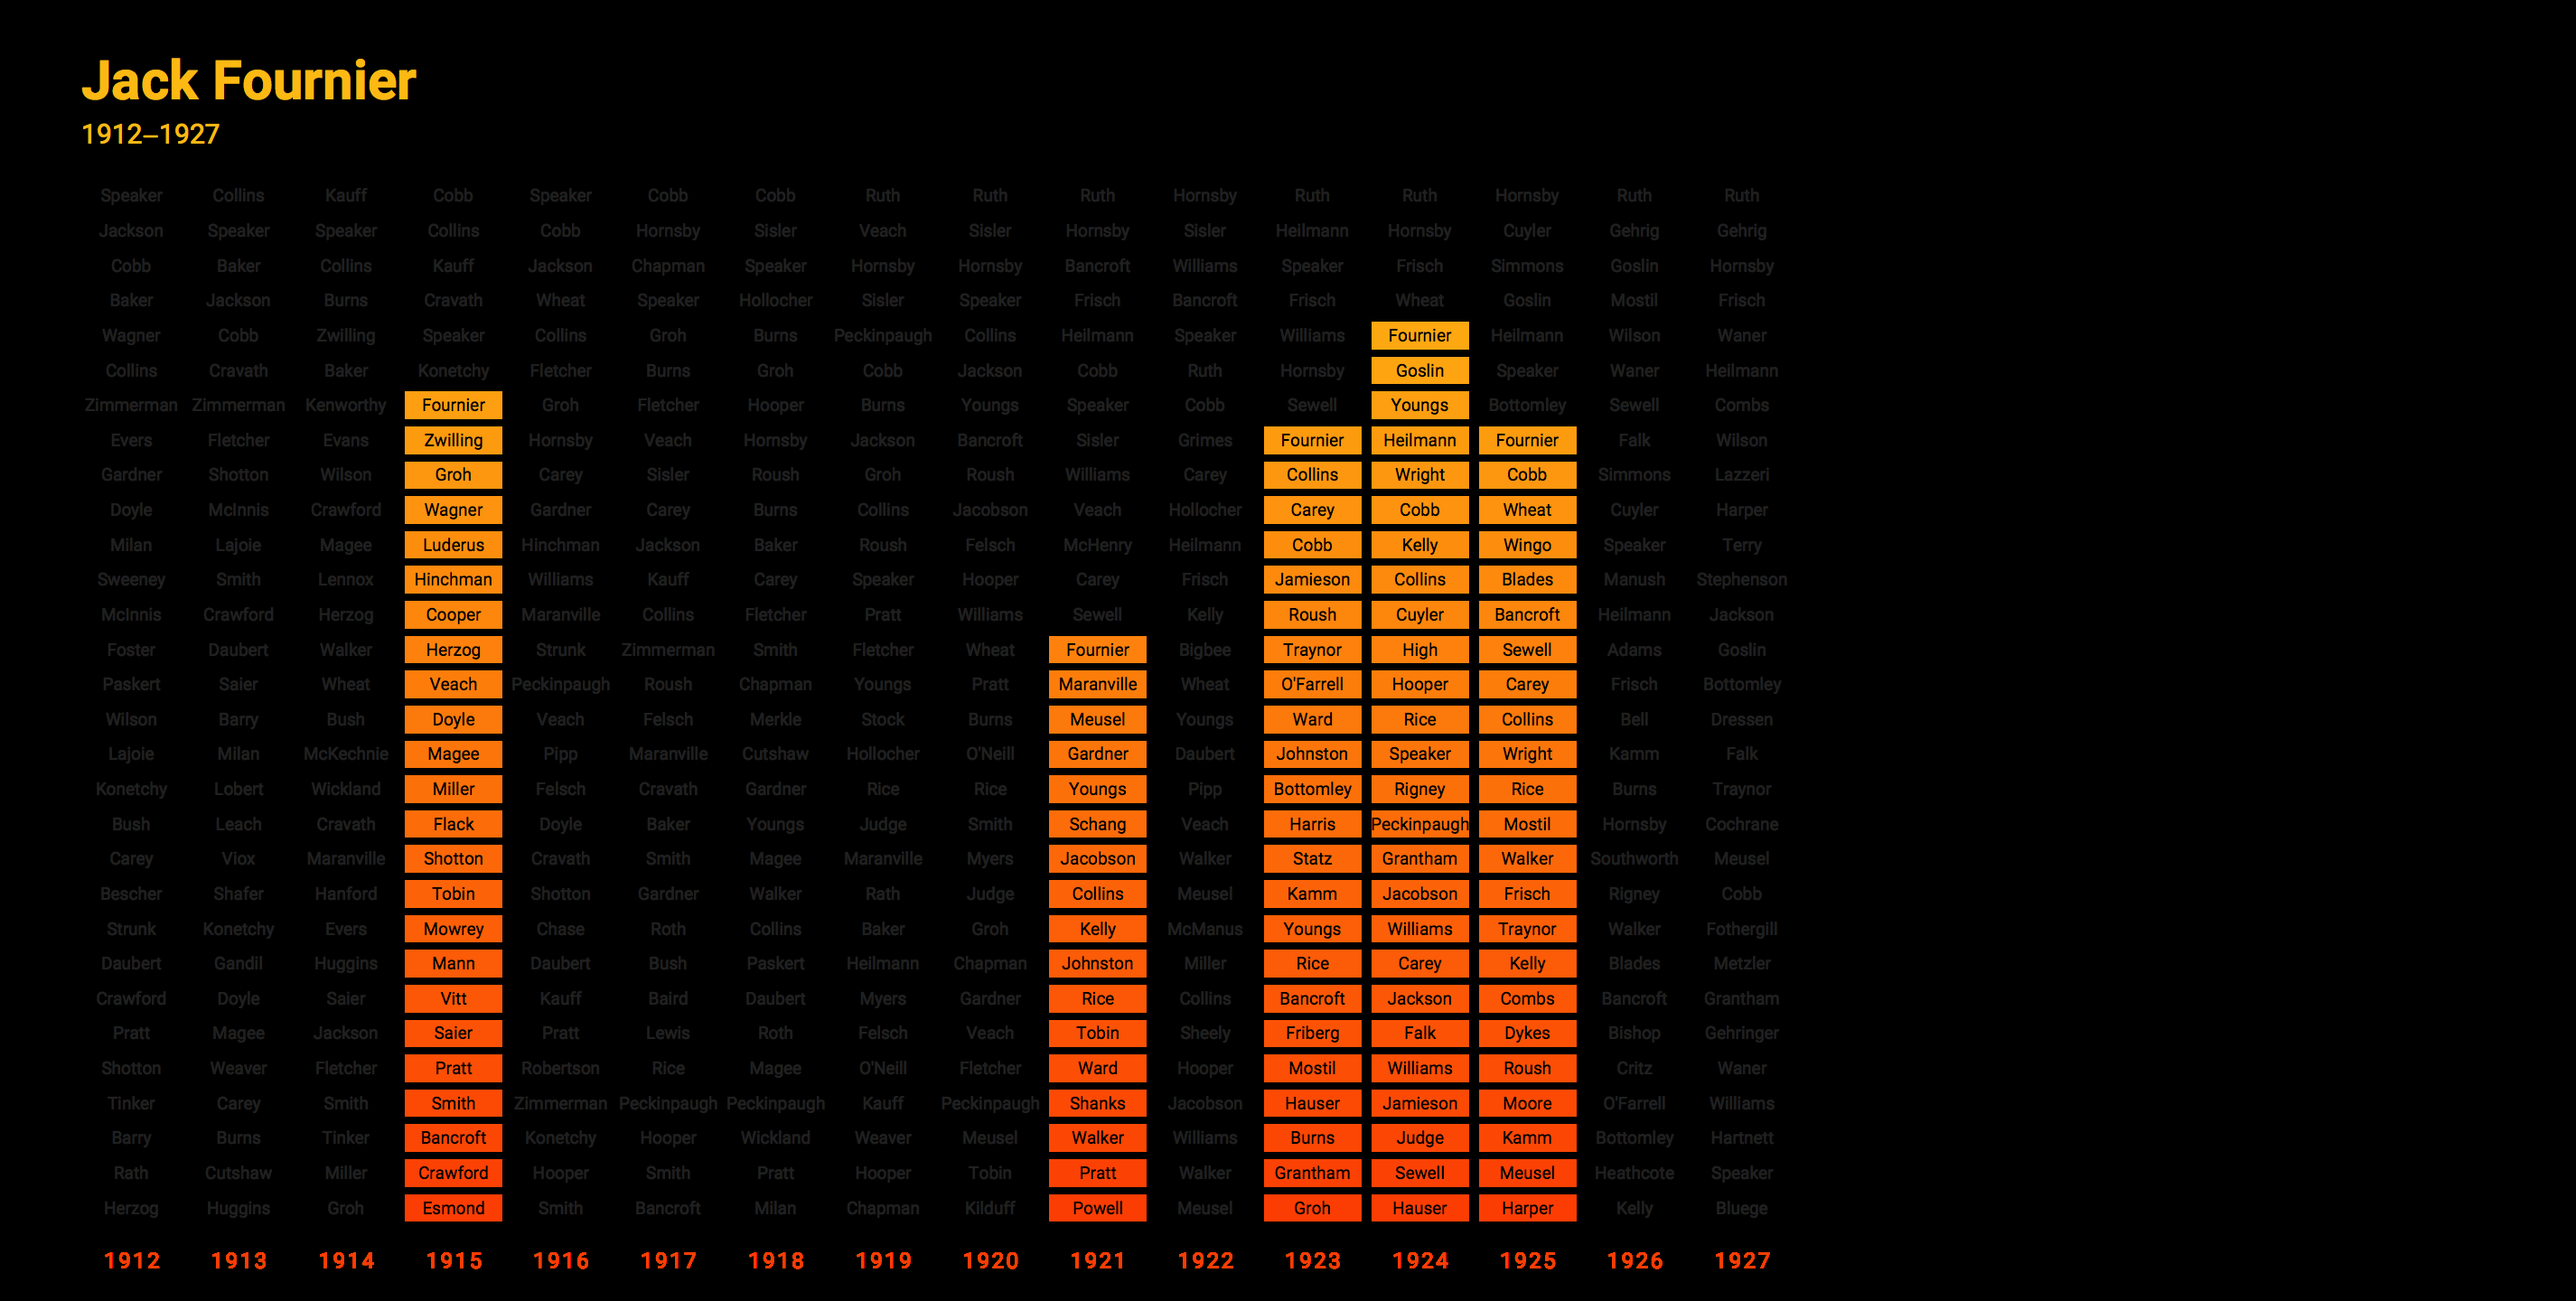 Jack Fournier
1912–1927
Speaker Collins Kauff Cobb Speaker Cobb Cobb Ruth Ruth Ruth Hornsby Ruth Ruth Hornsby Ruth Ruth
Jackson Speaker Speaker Collins Cobb Hornsby Sisler Veach Sisler Hornsby Sisler Heilmann Hornsby Cuyler Gehrig Gehrig
Cobb Baker Collins Kauff Jackson Chapman Speaker Hornsby Hornsby Bancroft Williams Speaker Frisch Simmons Goslin Hornsby
Baker Jackson Burns Cravath Wheat Speaker Hollocher Sisler Speaker Frisch Bancroft Frisch Wheat Goslin Mostil Frisch
Wagner Cobb Zwilling Speaker Collins Groh Burns Peckinpaugh Collins Heilmann Speaker Williams Fournier Heilmann Wilson Waner
Collins Cravath Baker Konetchy Fletcher Burns Groh Cobb Jackson Cobb Ruth Hornsby Goslin Speaker Waner Heilmann
Zimmerman Zimmerman Kenworthy Fournier Groh Fletcher Hooper Burns Youngs Speaker Cobb Sewell Youngs Bottomley Sewell Combs
Evers Fletcher Evans Zwilling Hornsby Veach Hornsby Jackson Bancroft Sisler Grimes Fournier Heilmann Fournier Falk Wilson
Gardner Shotton Wilson Groh Carey Sisler Roush Groh Roush Williams Carey Collins Wright Cobb Simmons Lazzeri
Doyle McInnis Crawford Wagner Gardner Carey Burns Collins Jacobson Veach Hollocher Carey Cobb Wheat Cuyler Harper
Milan Lajoie Magee Luderus Hinchman Jackson Baker Roush Felsch McHenry Heilmann Cobb Kelly Wingo Speaker Terry
Sweeney Smith Lennox Hinchman Williams Kauff Carey Speaker Hooper Carey Frisch Jamieson Collins Blades Manush Stephenson
McInnis Crawford Herzog Cooper Maranville Collins Fletcher Pratt Williams Sewell Kelly Roush Cuyler Bancroft Heilmann Jackson
Foster Daubert Walker Herzog Strunk Zimmerman Smith Fletcher Wheat Fournier Bigbee Traynor High Sewell Adams Goslin
Paskert Saier Wheat Veach Peckinpaugh Roush Chapman Youngs Pratt Maranville Wheat O'Farrell Hooper Carey Frisch Bottomley
Wilson Barry Bush Doyle Veach Felsch Merkle Stock Burns Meusel Youngs Ward Rice Collins Bell Dressen
Lajoie Milan McKechnie Magee Pipp Maranville Cutshaw Hollocher O'Neill Gardner Daubert Johnston Speaker Wright Kamm Falk
Konetchy Lobert Wickland Miller Felsch Cravath Gardner Rice Rice Youngs Pipp Bottomley Rigney Rice Burns Traynor
Bush Leach Cravath Flack Doyle Baker Youngs Judge Smith Schang Veach Harris Peckinpaugh Mostil Hornsby Cochrane
Carey Viox Maranville Shotton Cravath Smith Magee Maranville Myers Jacobson Walker Statz Grantham Walker Southworth Meusel
Bescher Shafer Hanford Tobin Shotton Gardner Walker Rath Judge Collins Meusel Kamm Jacobson Frisch Rigney Cobb
Strunk Konetchy Evers Mowrey Chase Roth Collins Baker Groh Kelly McManus Youngs Williams Traynor Walker Fothergill
Daubert Gandil Huggins Mann Daubert Bush Paskert Heilmann Chapman Johnston Miller Rice Carey Kelly Blades Metzler
Crawford Doyle Saier Vitt Kauff Baird Daubert Myers Gardner Rice Collins Bancroft Jackson Combs Bancroft Grantham
Pratt Magee Jackson Saier Pratt Lewis Roth Felsch Veach Tobin Sheely Friberg Falk Dykes Bishop Gehringer
Shotton Weaver Fletcher Pratt Robertson Rice Magee O'Neill Fletcher Ward Hooper Mostil Williams Roush Critz Waner
Tinker Carey Smith Smith Zimmerman Peckinpaugh Peckinpaugh Kauff Peckinpaugh Shanks Jacobson Hauser Jamieson Moore O'Farrell Williams
Barry Burns Tinker Bancroft Konetchy Hooper Wickland Weaver Meusel Walker Williams Burns Judge Kamm Bottomley Hartnett
Rath Cutshaw Miller Crawford Hooper Smith Pratt Hooper Tobin Pratt Walker Grantham Sewell Meusel Heathcote Speaker
Herzog Huggins Groh Esmond Smith Bancroft Milan Chapman Kilduff Powell Meusel Groh Hauser Harper Kelly Bluege
1912 1913 1914 1915 1916 1917 1918 1919 1920 1921 1922 1923 1924 1925 1926 1927